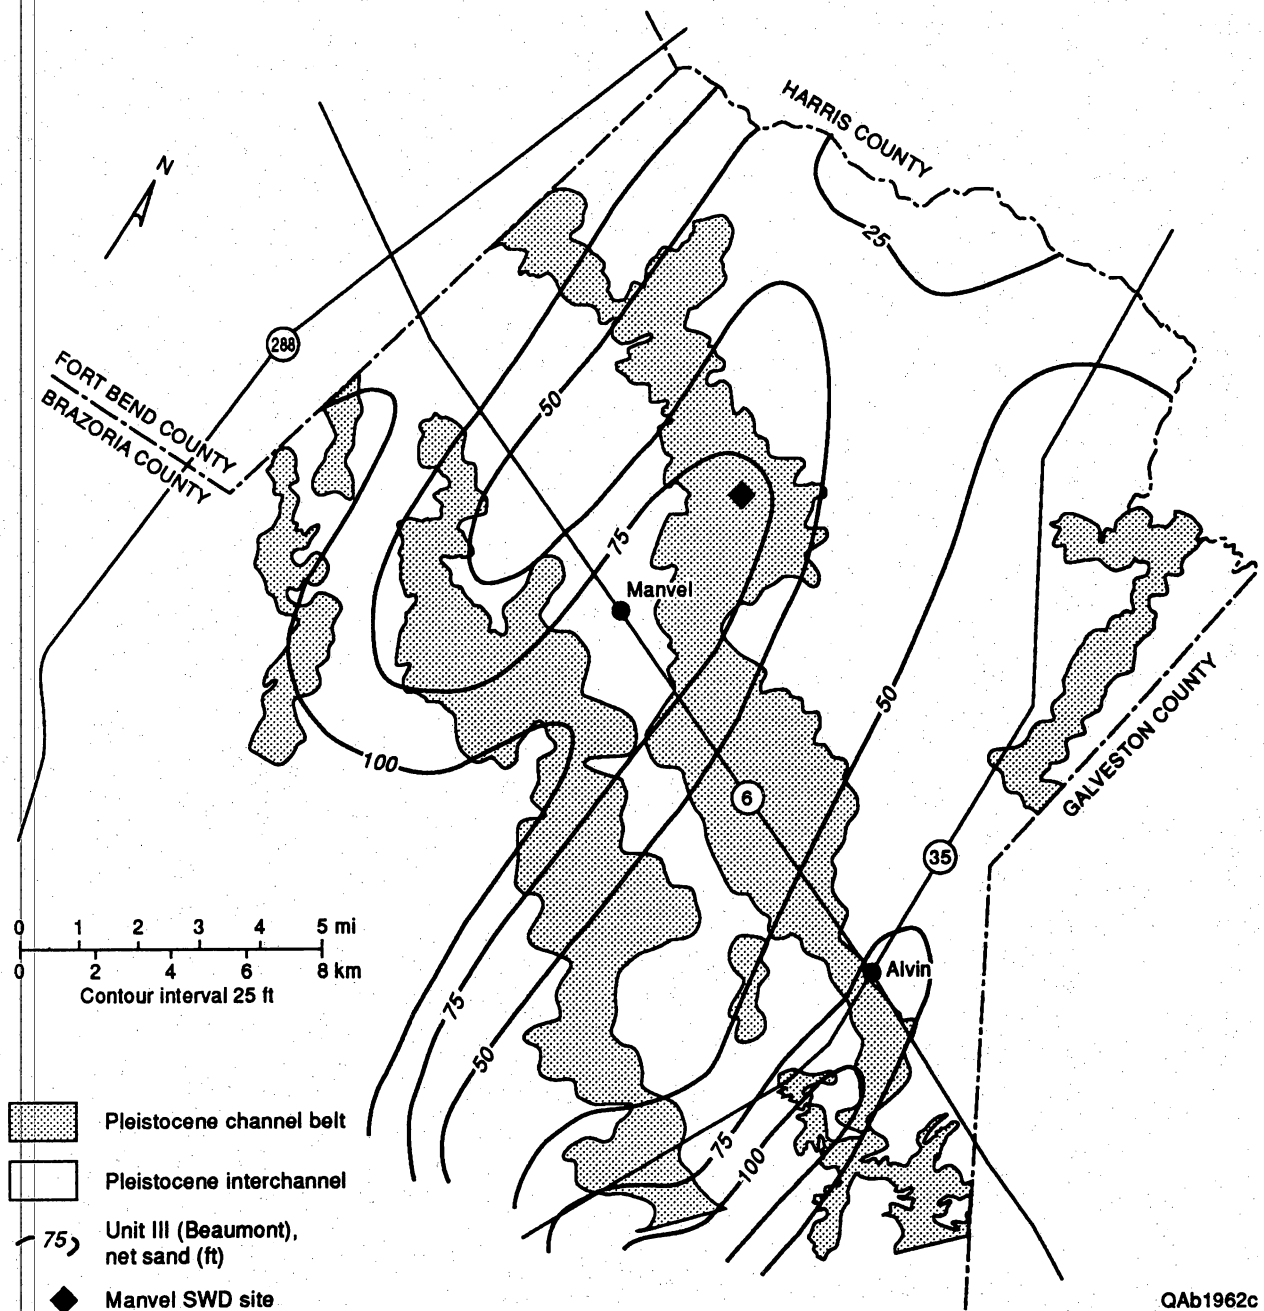 HARRIS COUNTY
N
25
288
FORT BEND COUNTY
BRAZORIA COUNTY
50
75
Manvel
50
GALVESTON COUNTY
100
6
35
0 1 2 3 4 5 mi
0 2 4 6 8 km
Contour interval 25 ft
Alvin
75
50
75
100
Pleistocene channel belt
Pleistocene interchannel
75
Unit III (Beaumont),
net sand (ft)
Manvel SWD site
QAb1962c